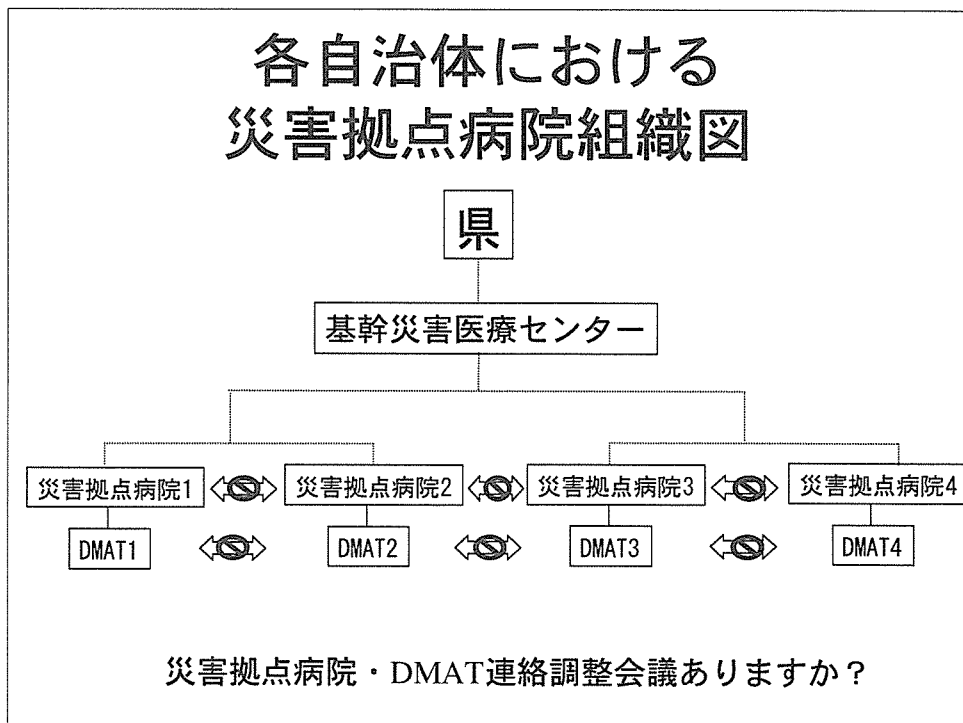 各自治体における
災害拠点病院組織図
県
基幹災害医療センター
災害拠点病院1
災害拠点病院2
災害拠点病院3
災害拠点病院4
DMAT1
DMAT2
DMAT3
DMAT4
災害拠点病院・DMAT連絡調整会議ありますか？